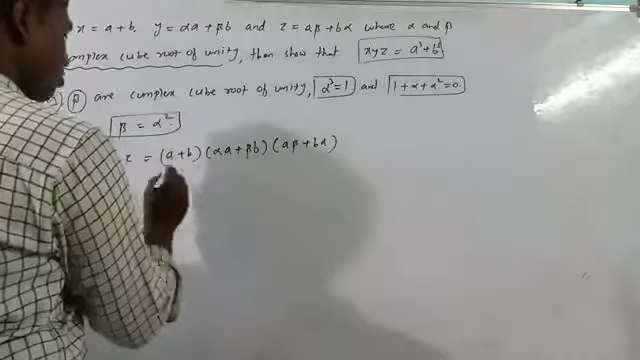 x = a + b. y = αa + βb and z = aβ + bα where α and β
complex cube root of unity, then show that xyz = a³ + b³
β are complex cube root of unity, α³ = 1 and 1 + α + α² = 0.
β = α².
z = (a + b) (αa + βb) (aβ + bα)